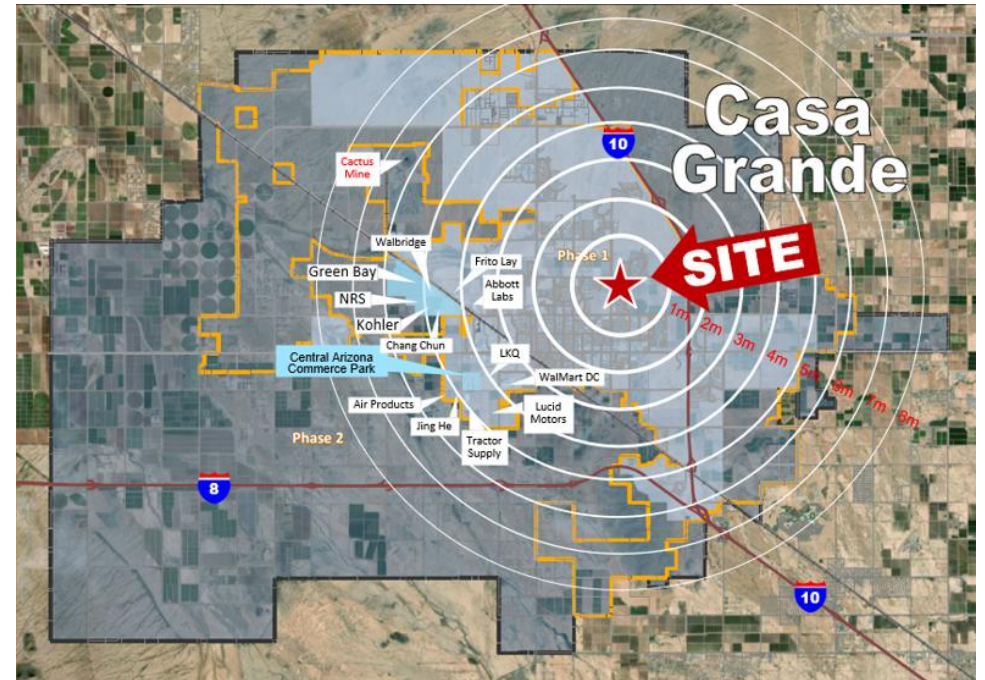 Casa
Grande
10
Cactus
Mine
Walbridge
Phase 1
SITE
Frito Lay
Green Bay
Abbott
Labs
NRS
Kohler
1m
2m
3m
4m
5m
6m
7m
8m
Chang Chun
Central Arizona
Commerce Park
LKQ
WalMart DC
Air Products
Lucid
Motors
Jing He
Tractor
Supply
Phase 2
8
10